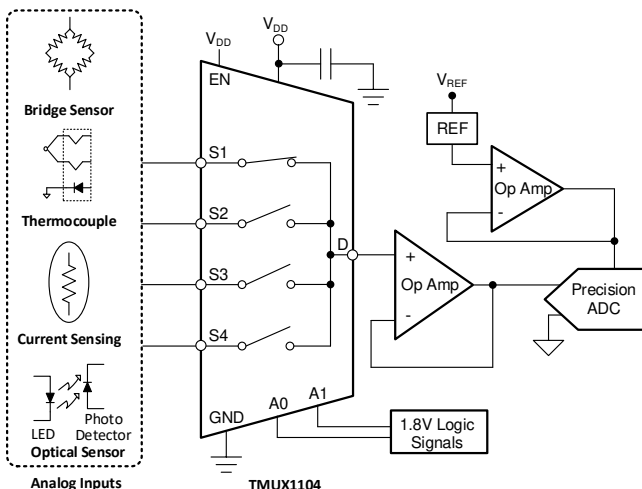 Bridge Sensor
Thermocouple
Current Sensing
LED
Photo
Detector
Optical Sensor
Analog Inputs
VDD
VDD
EN
S1
S2
S3
S4
D
GND
A0
A1
TMUX1104
1.8V Logic
Signals
+
Op Amp
-
VREF
REF
+
Op Amp
-
Precision
ADC